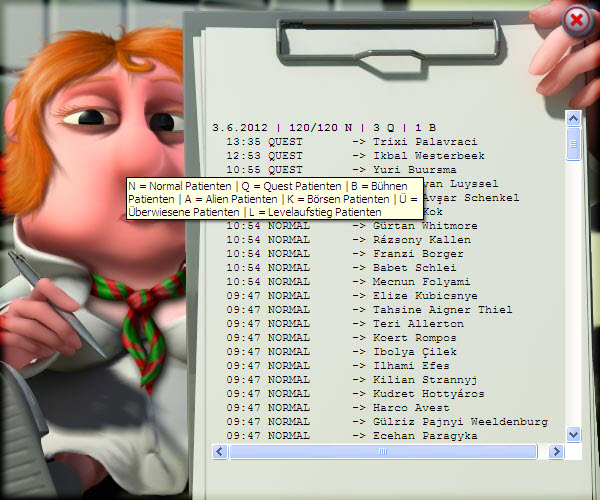 3.6.2012 | 120/120 N | 3 Q | 1 B
13:35 QUEST -> Trixi Palavraci
12:53 QUEST -> Ikbal Westerbeek
10:55 QUEST -> Yuri Buursma
N = Normal Patienten | Q = Quest Patienten | B = Bühnen
Patienten | A = Alien Patienten | K = Börsen Patienten | Ü =
Überwiesene Patienten | L = Levelaufstieg Patienten
van Luyssel
Avşar Schenkel
Kok
10:54 NORMAL -> Gürtan Whitmore
10:54 NORMAL -> Rázsony Kallen
10:54 NORMAL -> Franzi Borger
10:54 NORMAL -> Babet Schlei
10:54 NORMAL -> Mecnun Folyami
09:47 NORMAL -> Elize Kubicsnye
09:47 NORMAL -> Tahsine Aigner Thiel
09:47 NORMAL -> Teri Allerton
09:47 NORMAL -> Koert Rompos
09:47 NORMAL -> Ibolya Çilek
09:47 NORMAL -> Ilhami Efes
09:47 NORMAL -> Kilian Strannyj
09:47 NORMAL -> Kudret Hottyáros
09:47 NORMAL -> Harco Avest
09:47 NORMAL -> Gülriz Pajnyi Weeldenburg
09:47 NORMAL -> Ecehan Paragyka